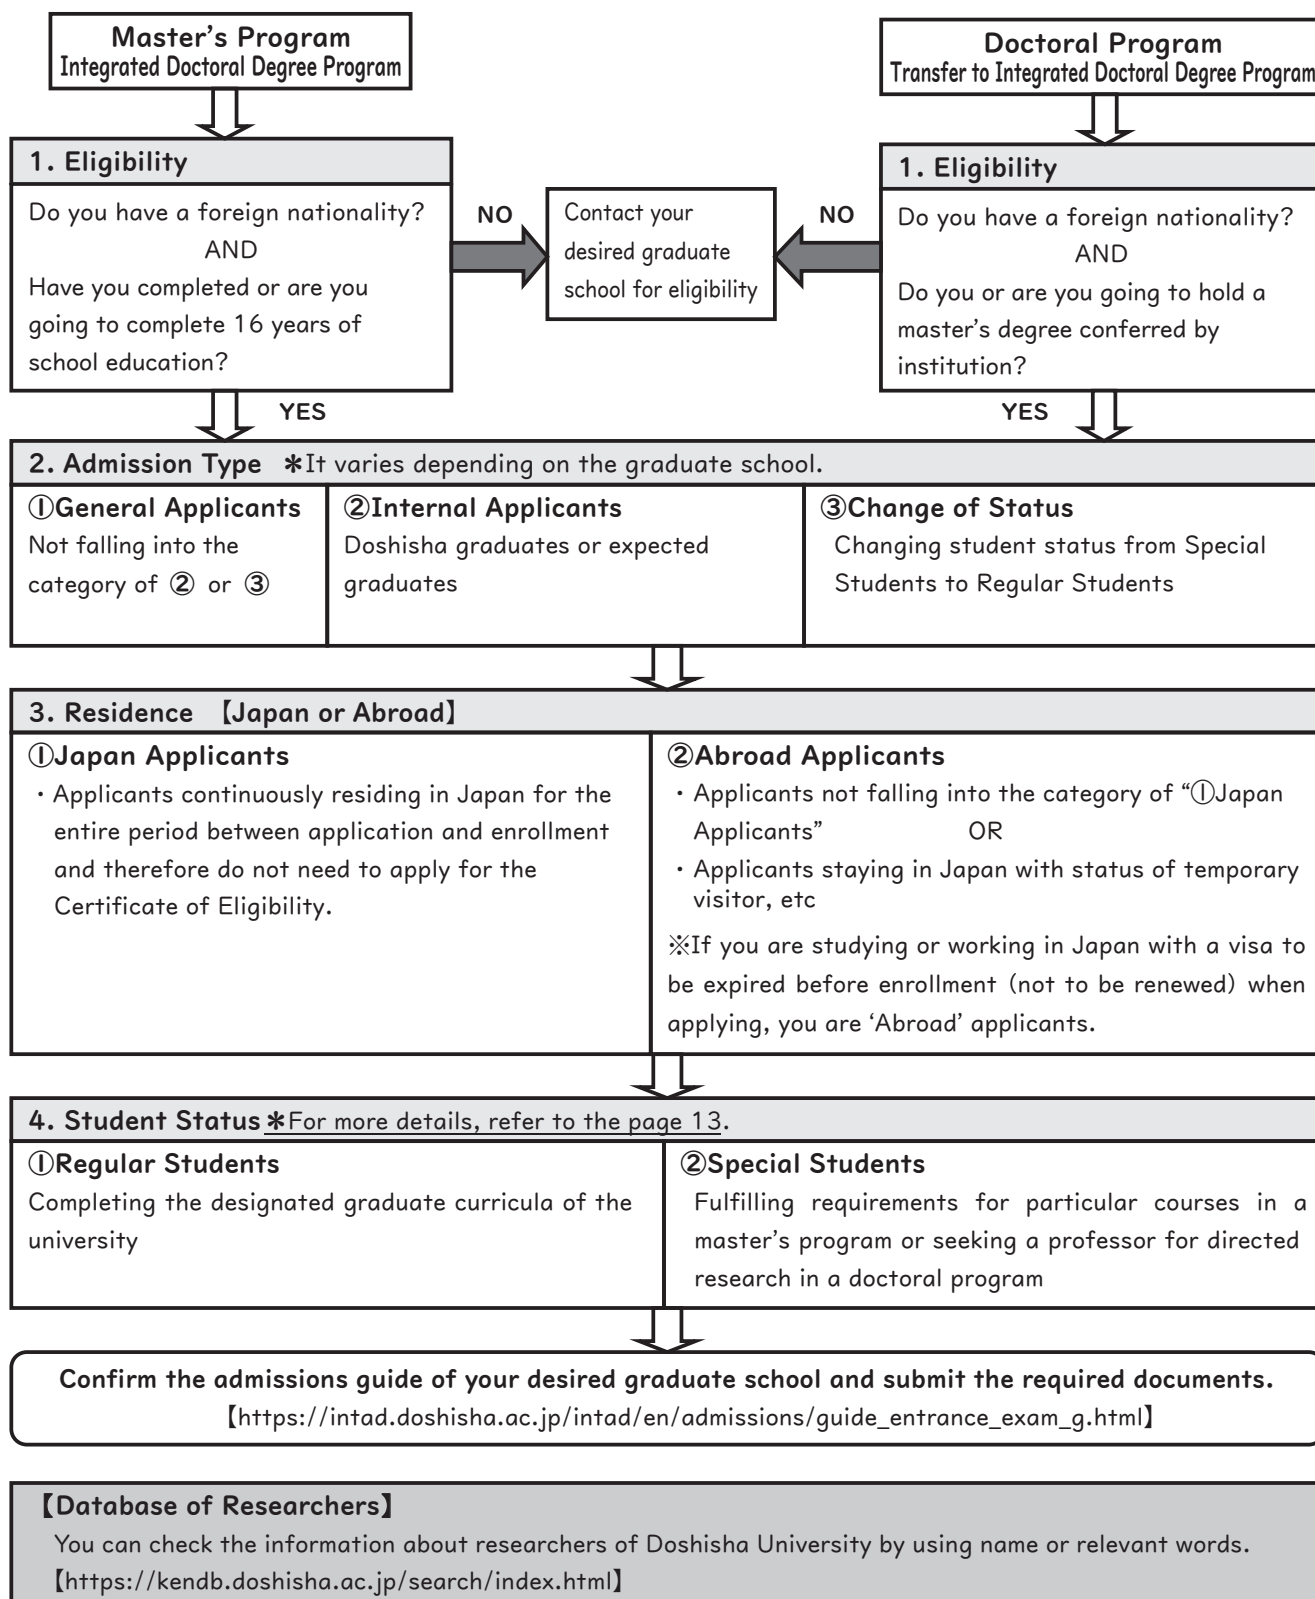 Master's Program
Integrated Doctoral Degree Program
Doctoral Program
Transfer to Integrated Doctoral Degree Program
1. Eligibility
Do you have a foreign nationality?
AND
Have you completed or are you
going to complete 16 years of
school education?
NO
Contact your
desired graduate
school for eligibility
NO
1. Eligibility
Do you have a foreign nationality?
AND
Do you or are you going to hold a
master's degree conferred by
institution?
YES
YES
2. Admission Type *It varies depending on the graduate school.
①General Applicants
Not falling into the
category of ② or ③
②Internal Applicants
Doshisha graduates or expected
graduates
③Change of Status
Changing student status from Special
Students to Regular Students
3. Residence 【Japan or Abroad】
①Japan Applicants
・Applicants continuously residing in Japan for the
entire period between application and enrollment
and therefore do not need to apply for the
Certificate of Eligibility.
②Abroad Applicants
・Applicants not falling into the category of “①Japan
Applicants” OR
・Applicants staying in Japan with status of temporary
visitor, etc
※If you are studying or working in Japan with a visa to
be expired before enrollment (not to be renewed) when
applying, you are ‘Abroad’ applicants.
4. Student Status *For more details, refer to the page 13.
①Regular Students
Completing the designated graduate curricula of the
university
②Special Students
Fulfilling requirements for particular courses in a
master's program or seeking a professor for directed
research in a doctoral program
Confirm the admissions guide of your desired graduate school and submit the required documents.
【https://intad.doshisha.ac.jp/intad/en/admissions/guide_entrance_exam_g.html】
【Database of Researchers】
You can check the information about researchers of Doshisha University by using name or relevant words.
【https://kendb.doshisha.ac.jp/search/index.html】